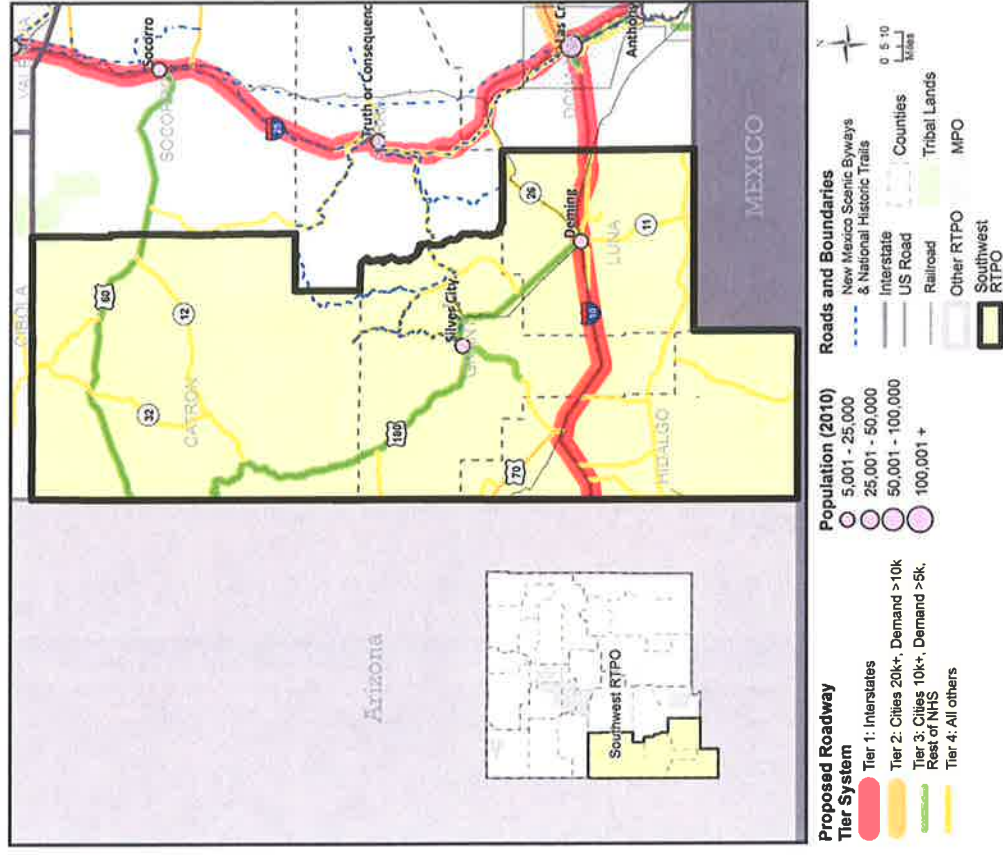 CIBOLA
Socorro
SOCORRO
25
60
12
32
CATRON
Truth or Consequenc
Silver City
180
Las Cr
Anthony
26
Deming
LUNA
11
10
70
HIDALGO
MEXICO
Arizona
Southwest RTPO
Proposed Roadway
Tier System
Tier 1: Interstates
Tier 2: Cities 20k+, Demand >10k
Tier 3: Cities 10k+, Demand >5k,
Rest of NHS
Tier 4: All others
Population (2010)
5,001 - 25,000
25,001 - 50,000
50,001 - 100,000
100,001 +
Roads and Boundaries
New Mexico Scenic Byways
& National Historic Trails
Interstate
US Road
Railroad
Other RTPO
Southwest
RTPO
Counties
Tribal Lands
MPO
N
0 5 10
Miles